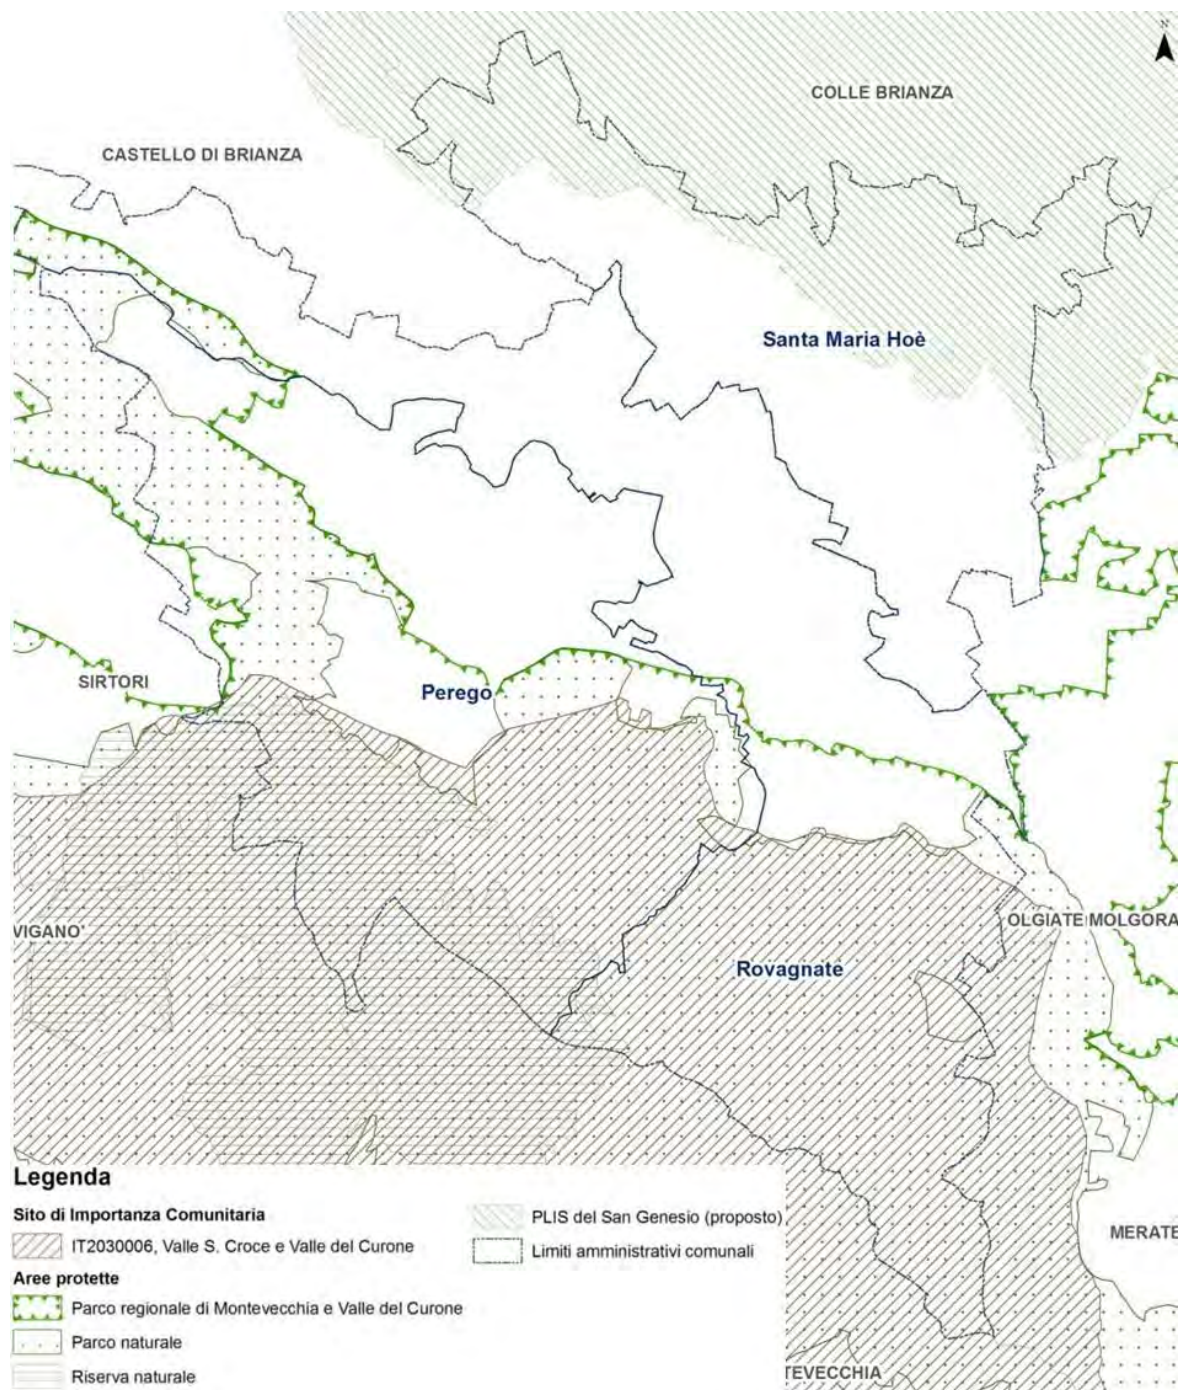 N
COLLE BRIANZA
CASTELLO DI BRIANZA
Santa Maria Hoè
SIRTORI
Perego
OLGIATE MOLGORA
VIGANO'
Rovagnate
Legenda
Sito di Importanza Comunitaria
IT2030006, Valle S. Croce e Valle del Curone
Aree protette
Parco regionale di Montevecchia e Valle del Curone
Parco naturale
Riserva naturale
PLIS del San Genesio (proposto)
Limiti amministrativi comunali
MERATE
TEVECCHIA